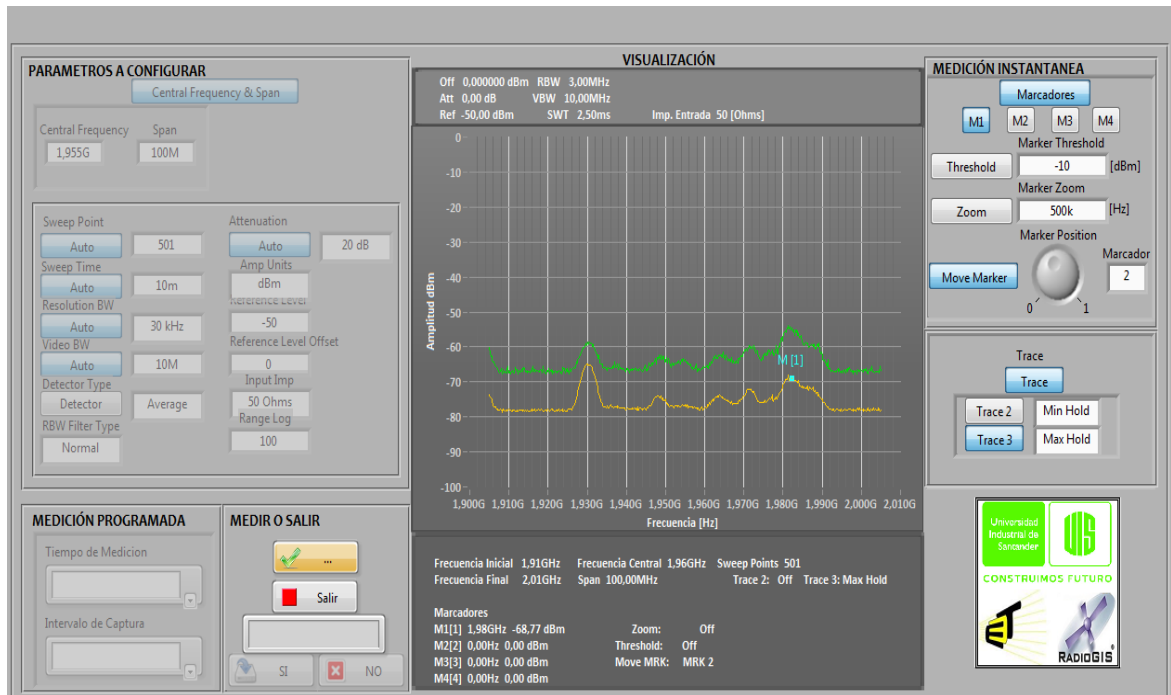 PARAMETROS A CONFIGURAR
Central Frequency & Span
Central Frequency Span
1,955G 100M
Sweep Point
Auto 501
Sweep Time
Auto 10m
Resolution BW
Auto 30 kHz
Video BW
Auto 10M
Detector Type
Detector Average
RBW Filter Type
Normal
Attenuation
Auto 20 dB
Amp Units
dBm
Reference Level
-50
Reference Level Offset
0
Input Imp
50 Ohms
Range Log
100
MEDICIÓN PROGRAMADA
Tiempo de Medicion
Intervalo de Captura
MEDIR O SALIR
...
Salir
SI NO
VISUALIZACIÓN
Off 0,000000 dBm RBW 3,00MHz
Att 0,00 dB VBW 10,00MHz
Ref -50,00 dBm SWT 2,50ms Imp. Entrada 50 [Ohms]
Amplitud dBm
0
-10
-20
-30
-40
-50
-60
-70
-80
-90
-100
M [1]
1,900G 1,910G 1,920G 1,930G 1,940G 1,950G 1,960G 1,970G 1,980G 1,990G 2,000G 2,010G
Frecuencia [Hz]
Frecuencia Inicial 1,91GHz Frecuencia Central 1,96GHz Sweep Points 501
Frecuencia Final 2,01GHz Span 100,00MHz Trace 2: Off Trace 3: Max Hold
Marcadores
M1[1] 1,98GHz -68,77 dBm Zoom: Off
M2[2] 0,00Hz 0,00 dBm Threshold: Off
M3[3] 0,00Hz 0,00 dBm Move MRK: MRK 2
M4[4] 0,00Hz 0,00 dBm
MEDICIÓN INSTANTANEA
Marcadores
M1 M2 M3 M4
Marker Threshold
Threshold -10 [dBm]
Marker Zoom
Zoom 500k [Hz]
Marker Position
Marcador
Move Marker 2
0 1
Trace
Trace
Trace 2 Min Hold
Trace 3 Max Hold
Universidad
Industrial de
Santander
UIS
CONSTRUIMOS FUTURO
RADIOGIS